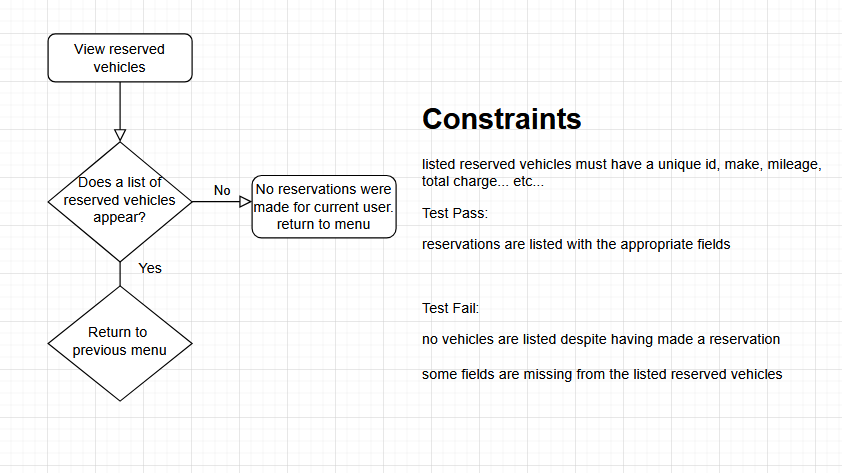 View reserved
vehicles
Does a list of
reserved vehicles
appear?
No
No reservations were
made for current user.
return to menu
Yes
Return to
previous menu
Constraints
listed reserved vehicles must have a unique id, make, mileage,
total charge... etc...
Test Pass:
reservations are listed with the appropriate fields
Test Fail:
no vehicles are listed despite having made a reservation
some fields are missing from the listed reserved vehicles